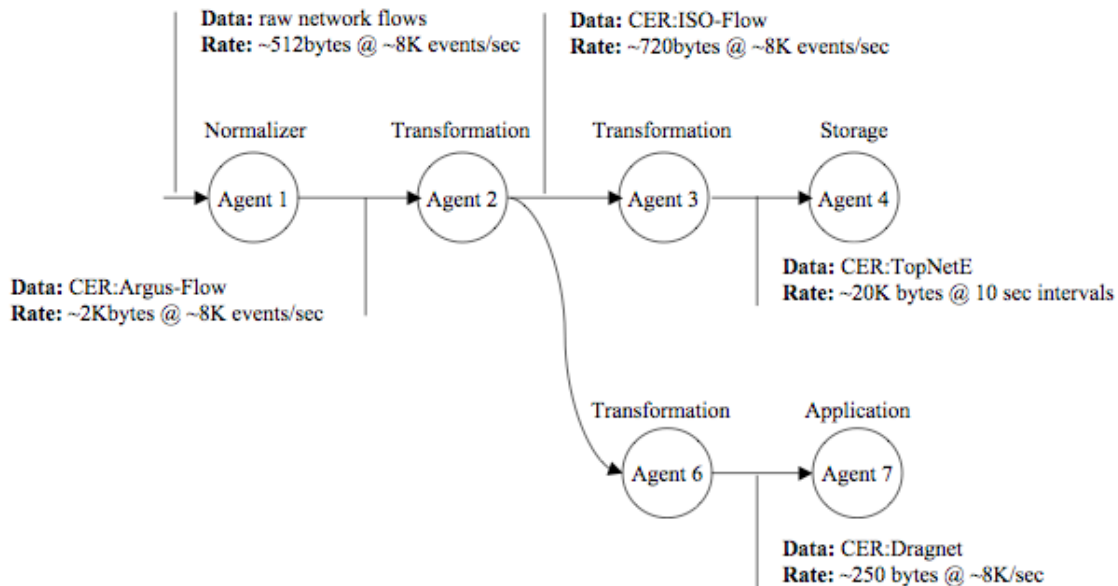 Data: raw network flows
Rate: ~512bytes @ ~8K events/sec
Data: CER:ISO-Flow
Rate: ~720bytes @ ~8K events/sec
Normalizer
Transformation
Transformation
Storage
Agent 1
Agent 2
Agent 3
Agent 4
Data: CER:Argus-Flow
Rate: ~2Kbytes @ ~8K events/sec
Data: CER:TopNetE
Rate: ~20K bytes @ 10 sec intervals
Transformation
Application
Agent 6
Agent 7
Data: CER:Dragnet
Rate: ~250 bytes @ ~8K/sec